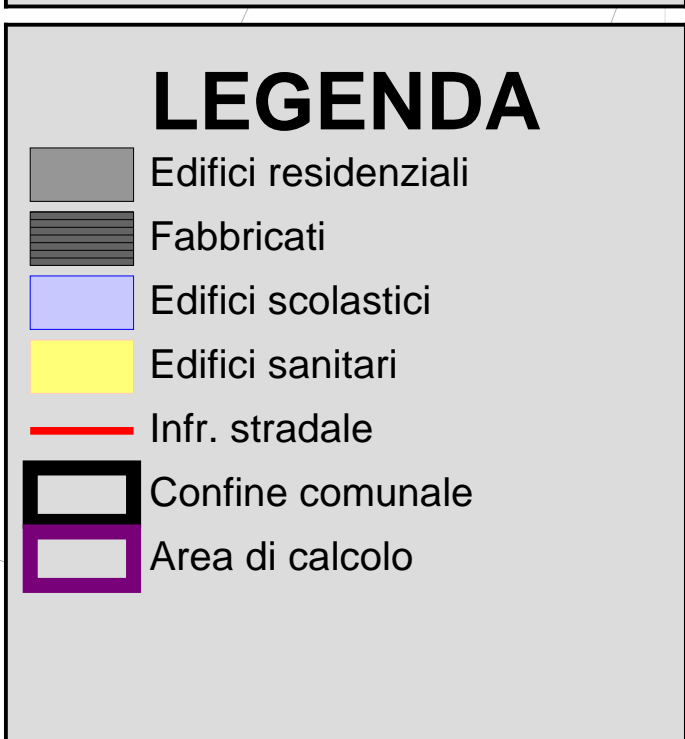 LEGENDA
Edifici residenziali
Fabbricati
Edifici scolastici
Edifici sanitari
Infr. stradale
Confine comunale
Area di calcolo